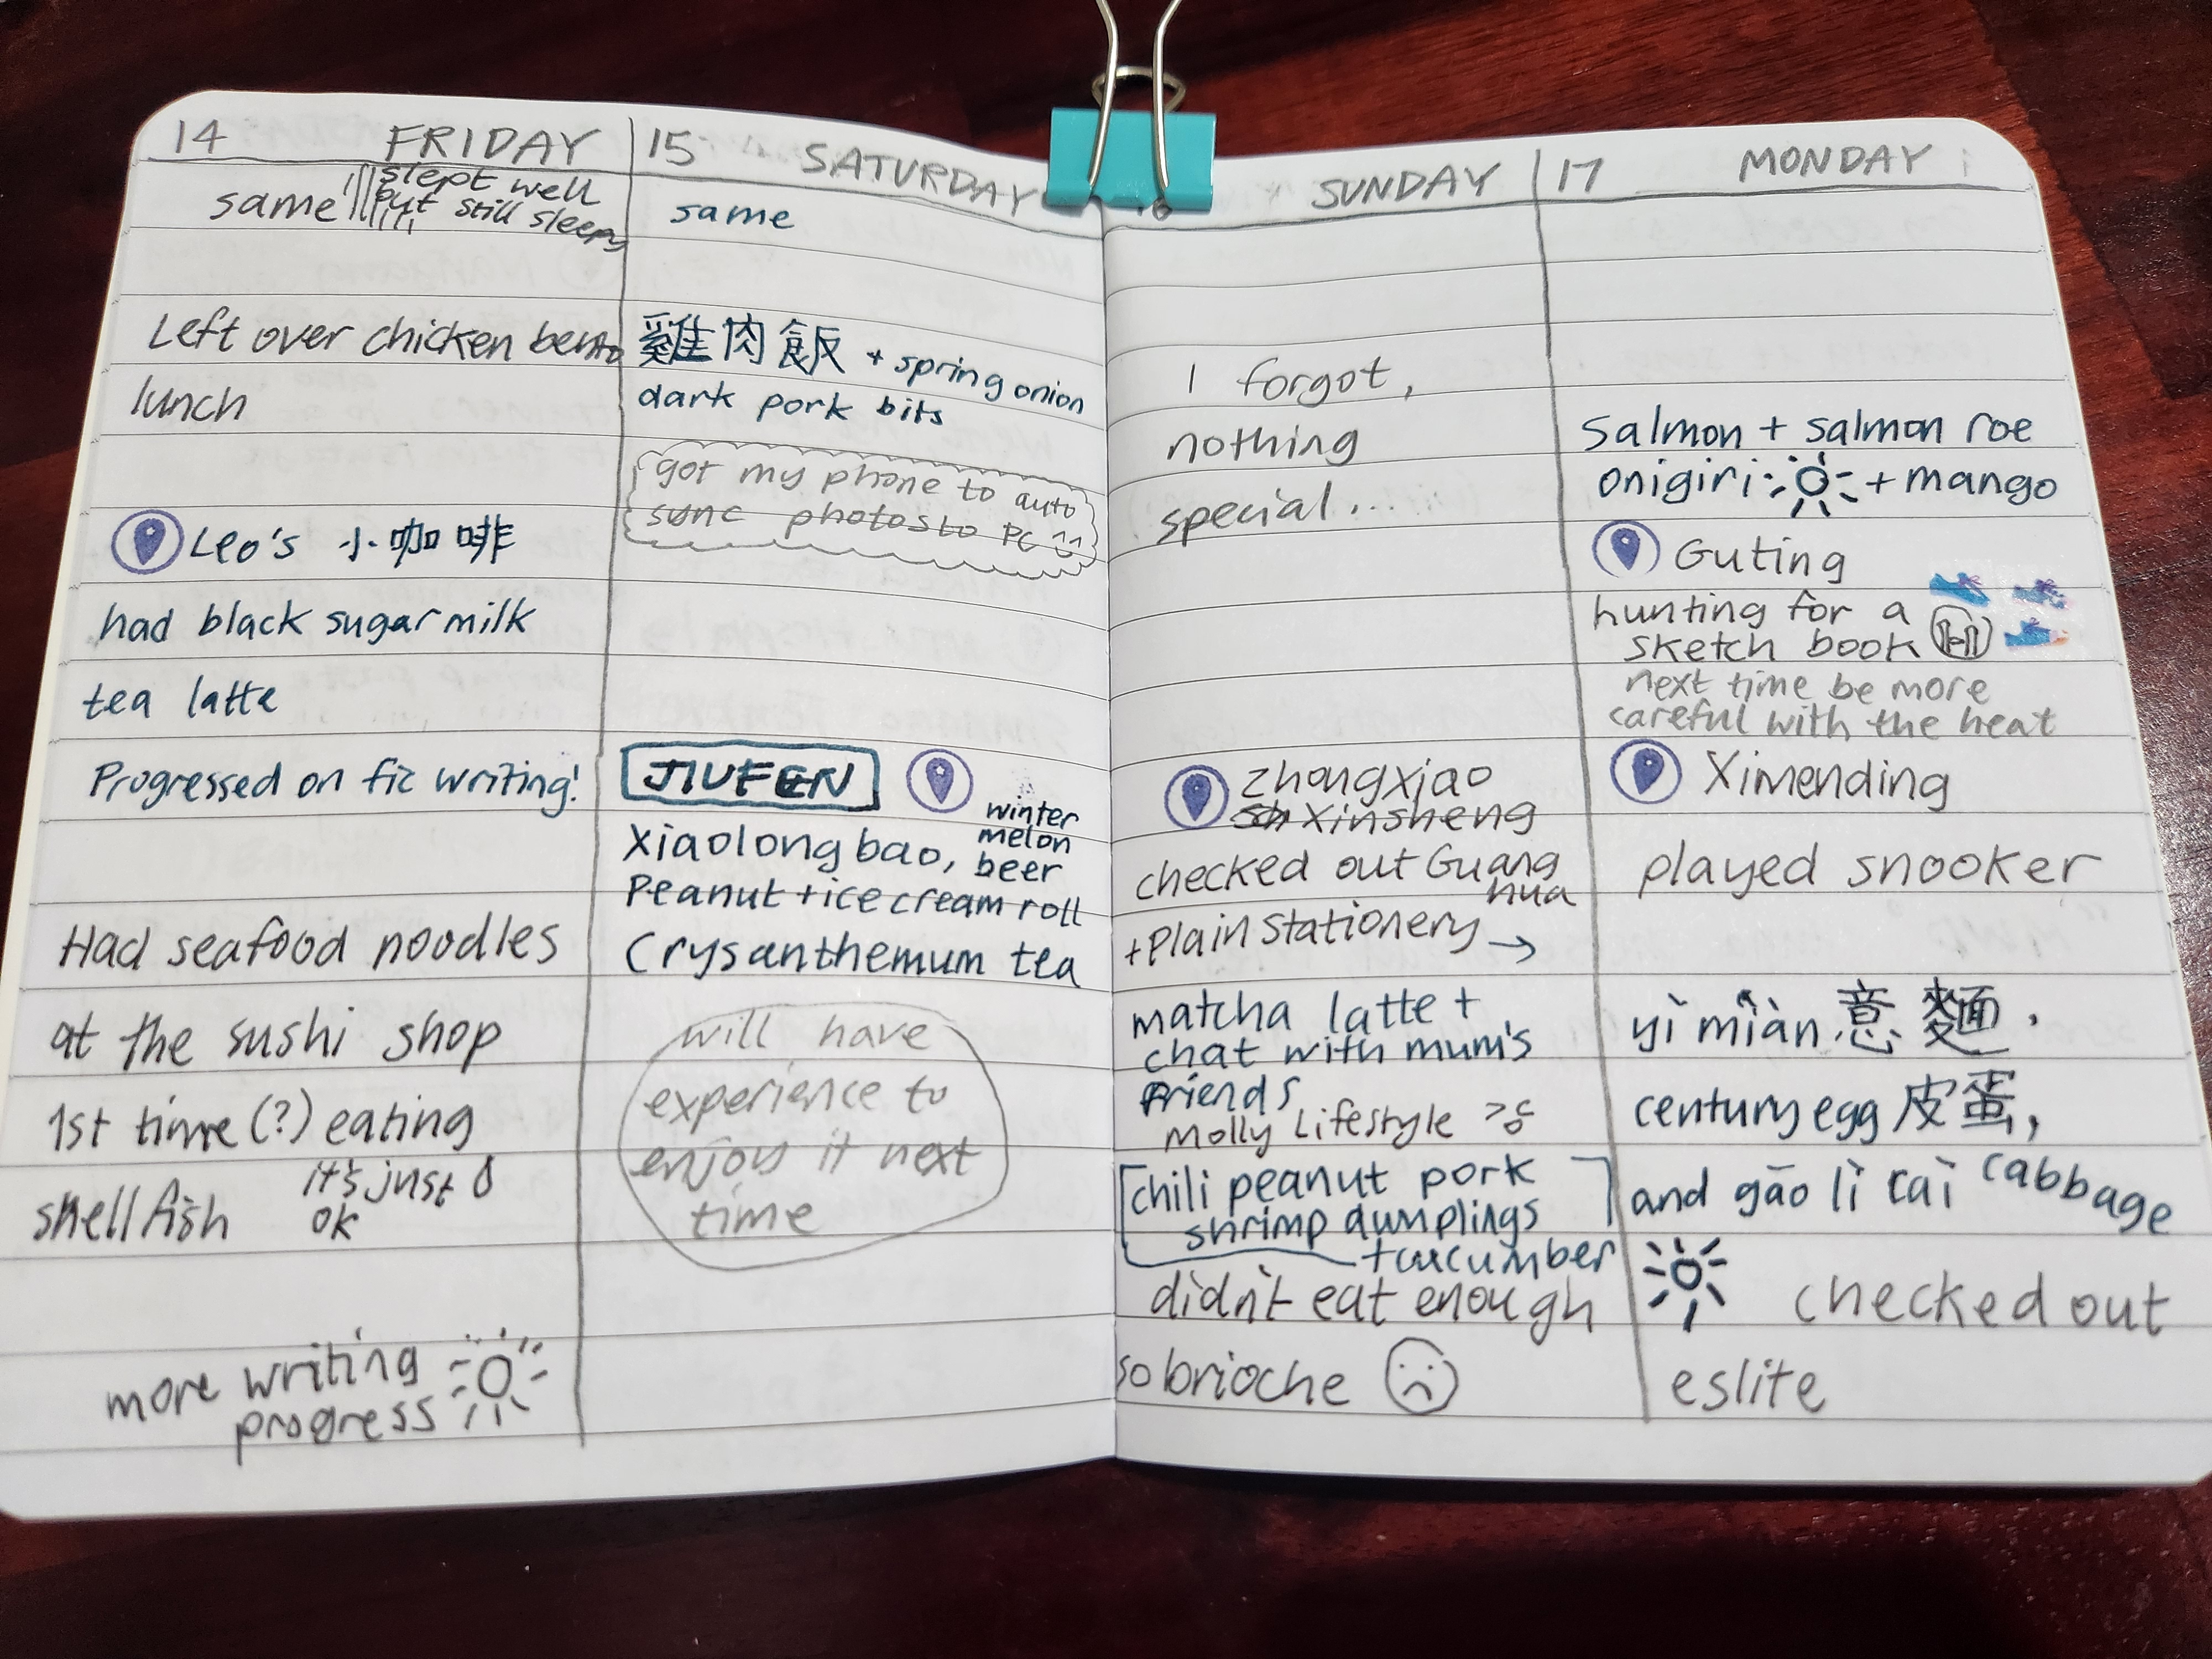 14 FRIDAY
same slept well
but still sleepy
Left over chicken bento
lunch
Leo's 小咖啡
had black sugar milk
tea latte
Progressed on fic writing!
Had seafood noodles
at the sushi shop
1st time (?) eating
shellfish it's just
ok
more writing
progress
15 SATURDAY
same
雞肉飯 + spring onion
dark pork bits
got my phone to auto
sync photos to PC
JIUFEN
winter
melon
Xiaolongbao, beer
Peanut + ice cream roll
Crysanthemum tea
will have
experience to
enjoy it next
time
16 SUNDAY
I forgot,
nothing
special...
Zhongxiao
Xinsheng
checked out Guang
hua
+ Plain stationery →
matcha latte +
chat with mum's
friends
Molly Lifestyle
chili peanut pork
shrimp dumplings
+ cucumber
didn't eat enough
so brioche
17 MONDAY
Salmon + salmon roe
onigiri + mango
Guting
hunting for a
sketch book
next time be more
careful with the heat
Ximending
played snooker
yì miàn 意麵.
century egg 皮蛋,
and gāo lì cài cabbage
checked out
eslite